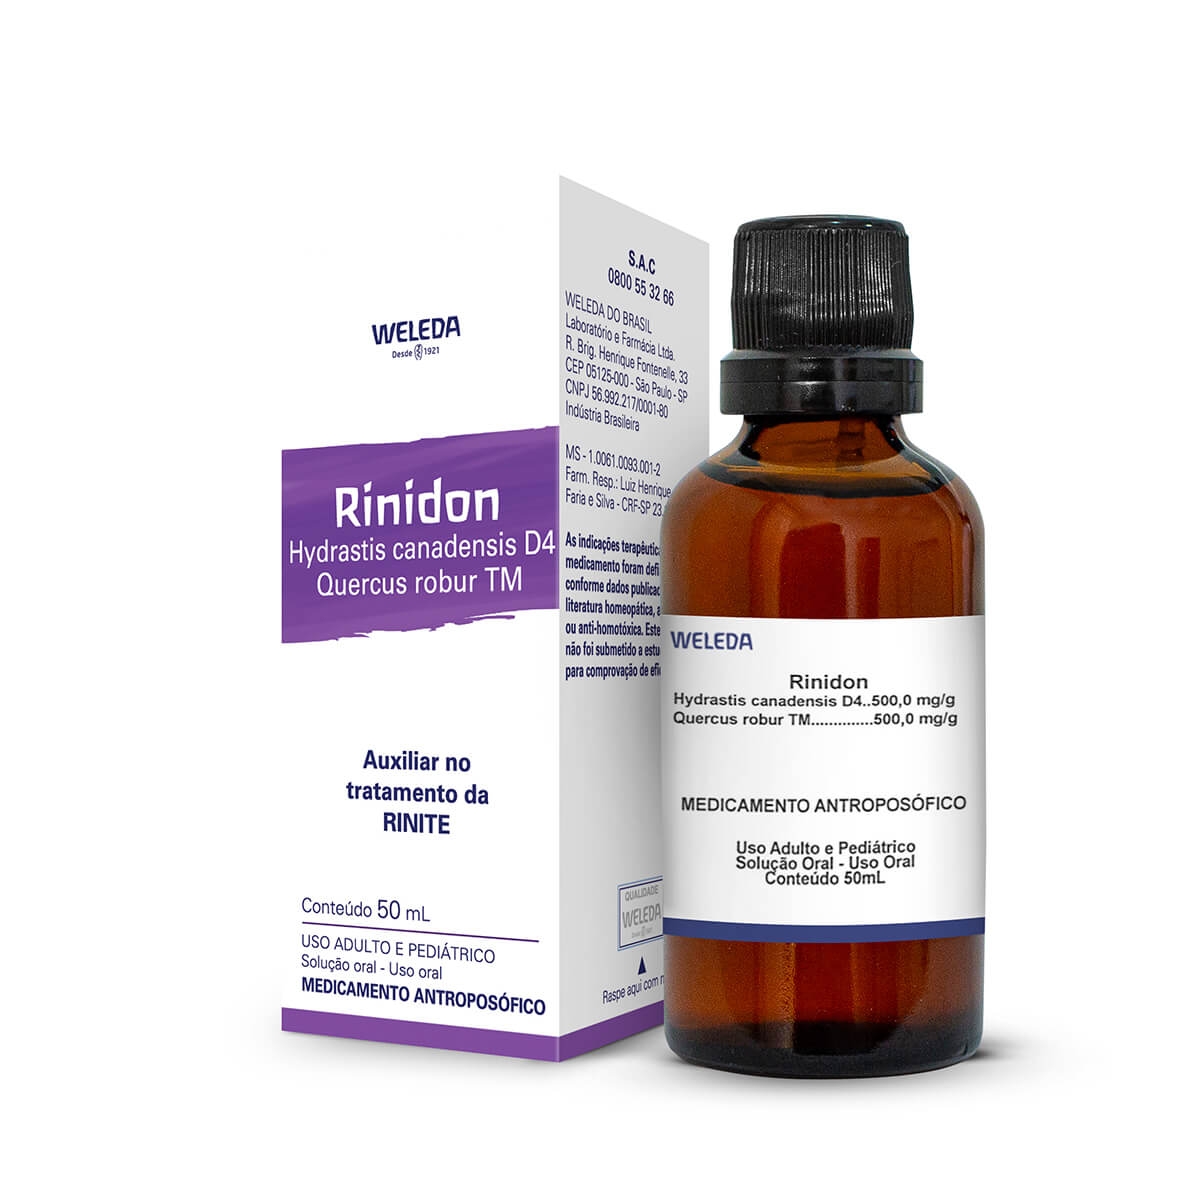 WELEDA
Desde 1921
Rinidon
Hydrastis canadensis D4
Quercus robur TM
Auxiliar no
tratamento da
RINITE
Conteúdo 50 mL
USO ADULTO E PEDIÁTRICO
Solução oral - Uso oral
MEDICAMENTO ANTROPOSÓFICO
S.A.C
0800 55 32 66
WELEDA DO BRASIL
Laboratório e Farmácia Ltda.
R. Brig. Henrique Fontenelle, 33
CEP 05125-000 - São Paulo - SP
CNPJ 56.992.217/0001-80
Indústria Brasileira
MS - 1.0061.0093.001-2
Farm. Resp.: Luiz Henrique
Faria e Silva - CRF-SP 23.
As indicações
medicamento foram
conforme dados
literatura homeopática,
ou anti-homotóxica. Este
não foi submetido a
para comprovação de
QUALIDADE
WELEDA
Desde 1921
Raspe aqui com
WELEDA
Rinidon
Hydrastis canadensis D4..500,0 mg/g
Quercus robur TM..............500,0 mg/g
MEDICAMENTO ANTROPOSÓFICO
Uso Adulto e Pediátrico
Solução Oral - Uso Oral
Conteúdo 50mL